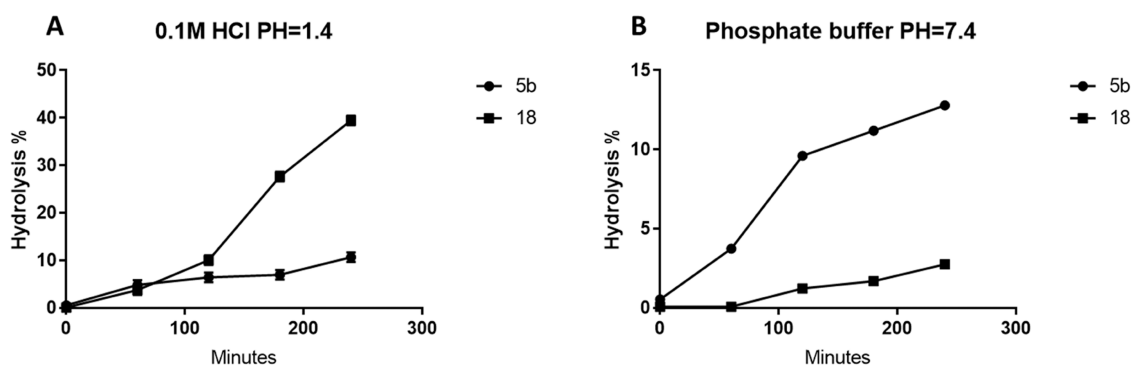 A
0.1M HCl PH=1.4
50
40
30
20
10
0
Hydrolysis %
0
100
200
300
Minutes
5b
18
B
Phosphate buffer PH=7.4
15
10
5
0
Hydrolysis %
0
100
200
300
Minutes
5b
18